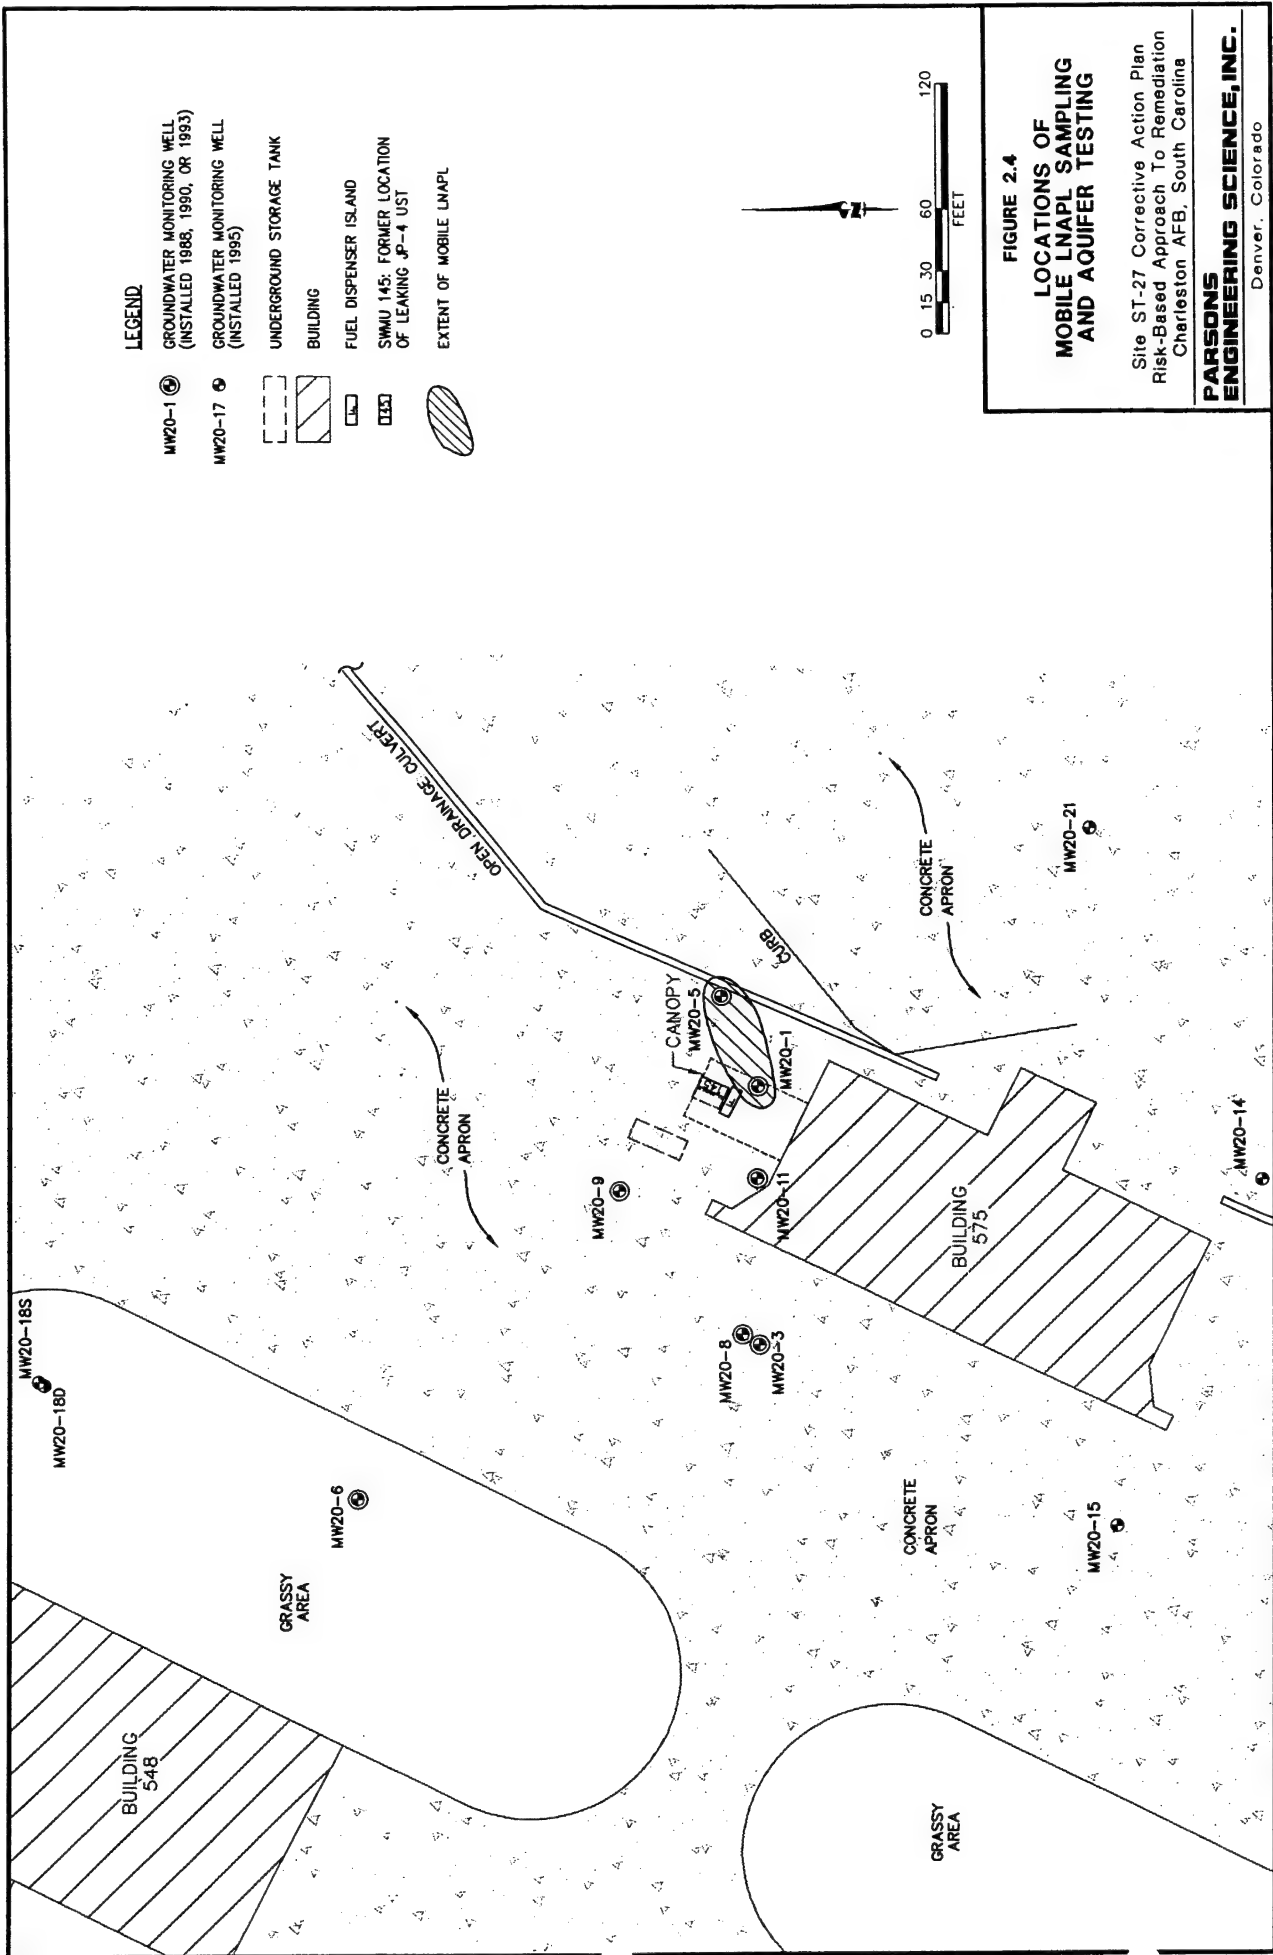 LEGEND
MW20-1
GROUNDWATER MONITORING WELL
(INSTALLED 1988, 1990, OR 1993)
MW20-17
GROUNDWATER MONITORING WELL
(INSTALLED 1995)
UNDERGROUND STORAGE TANK
BUILDING
FUEL DISPENSER ISLAND
145
SWMU 145: FORMER LOCATION
OF LEAKING JP-4 UST
EXTENT OF MOBILE LNAPL
MW20-18S
MW20-18D
BUILDING
548
GRASSY
AREA
MW20-6
CONCRETE
APRON
OPEN DRAINAGE CULVERT
MW20-9
CANOPY
MW20-5
145
MW20-1
MW20-11
MW20-8
MW20-3
CURB
BUILDING
575
CONCRETE
APRON
CONCRETE
APRON
GRASSY
AREA
MW20-15
MW20-21
MW20-14
N
0 15 30 60 120
FEET
FIGURE 2.4
LOCATIONS OF
MOBILE LNAPL SAMPLING
AND AQUIFER TESTING
Site ST-27 Corrective Action Plan
Risk-Based Approach To Remediation
Charleston AFB, South Carolina
PARSONS
ENGINEERING SCIENCE, INC.
Denver, Colorado